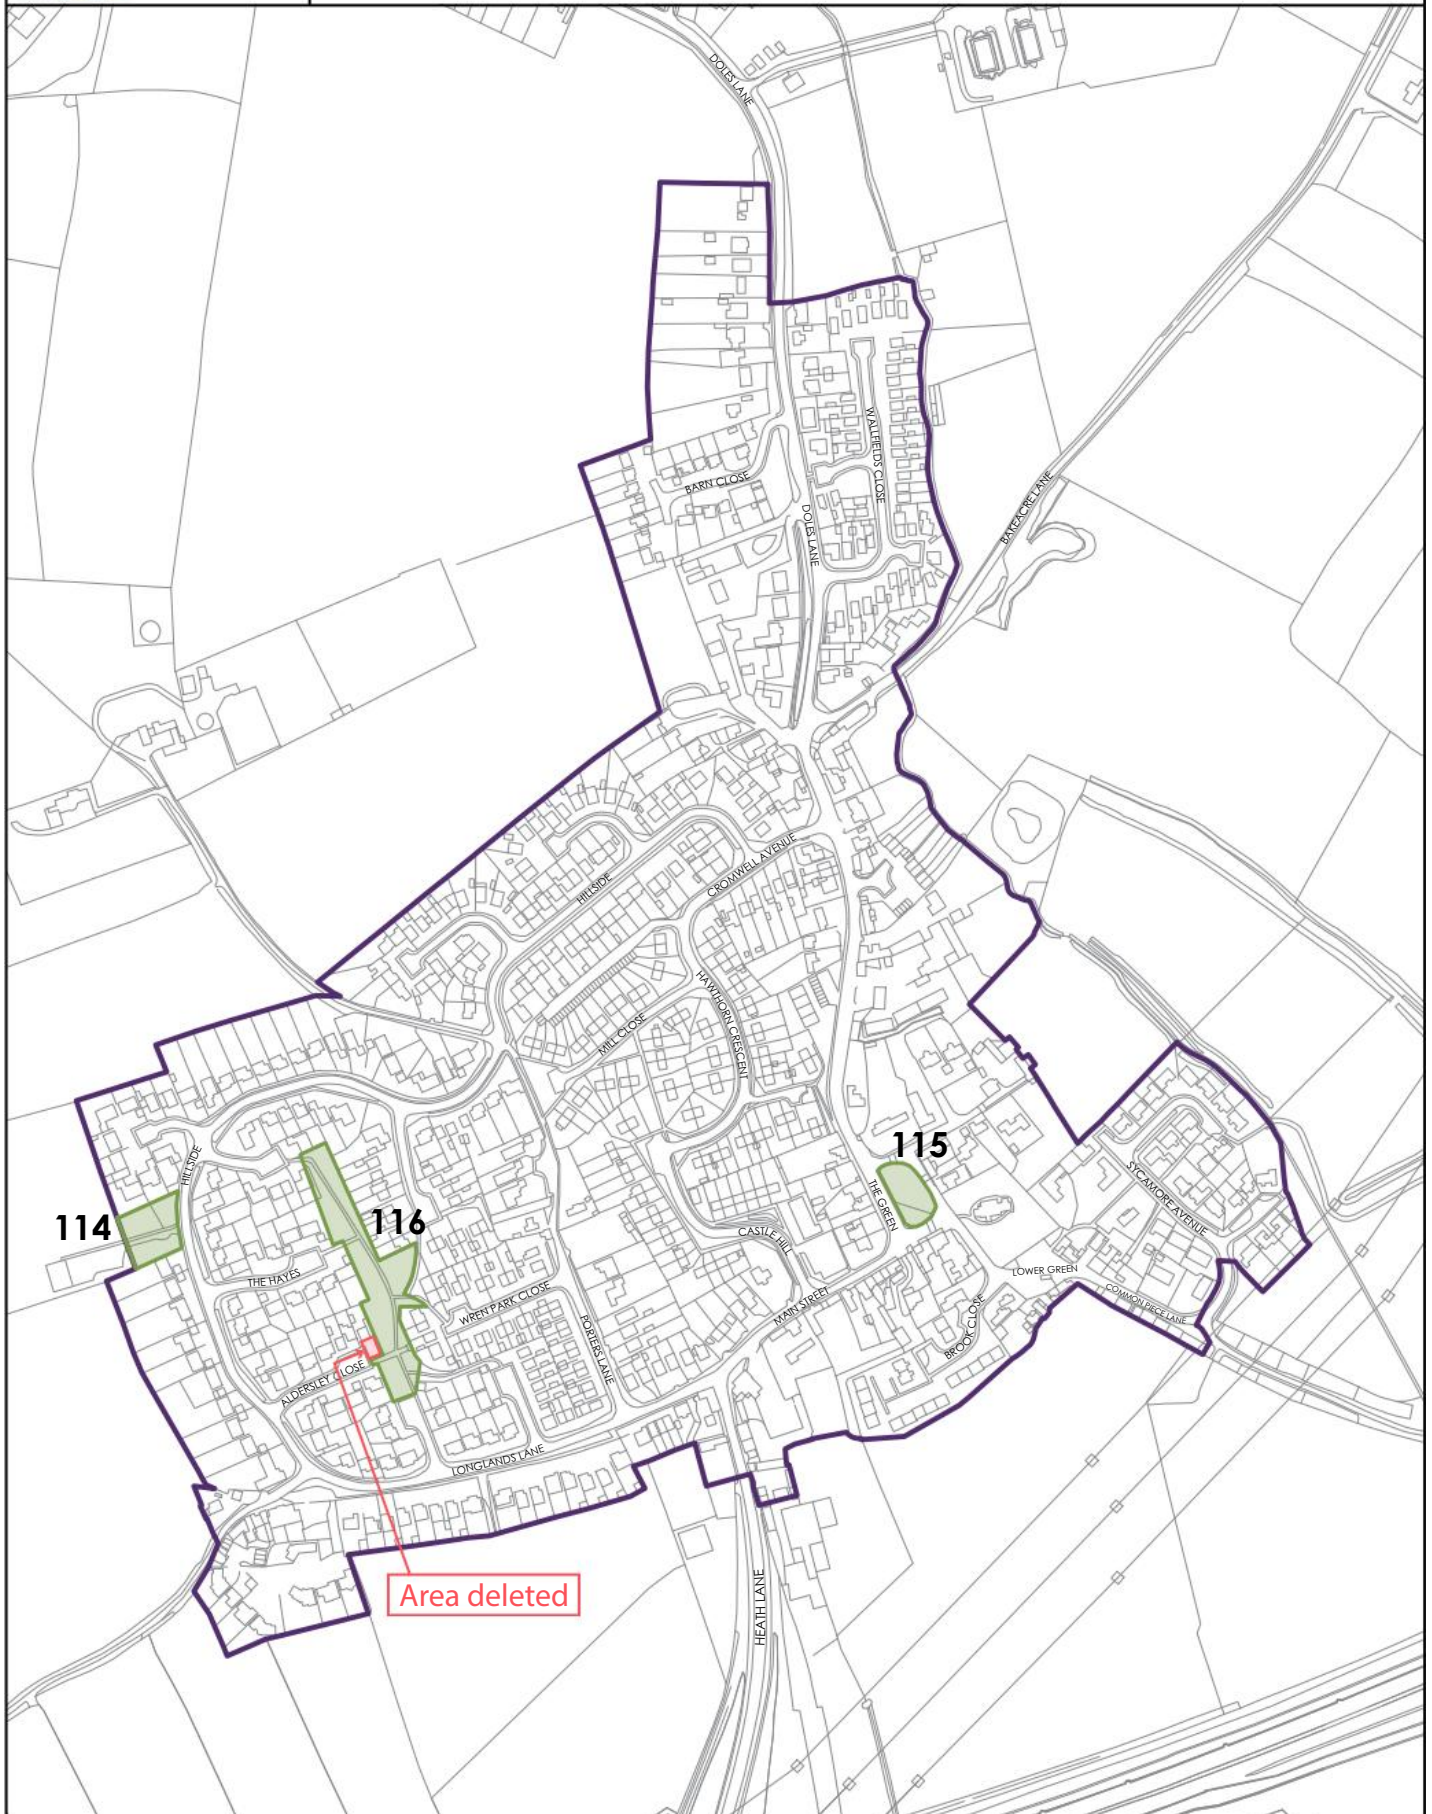 DOLES LANE
WALLFIELDS CLOSE
BARN CLOSE
BAKEACRE LANE
DOLES LANE
CROMWELL AVENUE
HILLSIDE
HAWTHORN CRESCENT
MILL CLOSE
115
HILLSIDE
THE GREEN
SYCAMORE AVENUE
114
116
CASTLE HILL
LOWER GREEN
THE HAYES
WREN PARK CLOSE
MAIN STREET
COMMON PIECE LANE
BROOK CLOSE
PORTERS LANE
ALDERSLEY CLOSE
LONGLANDS LANE
Area deleted
HEATH LANE